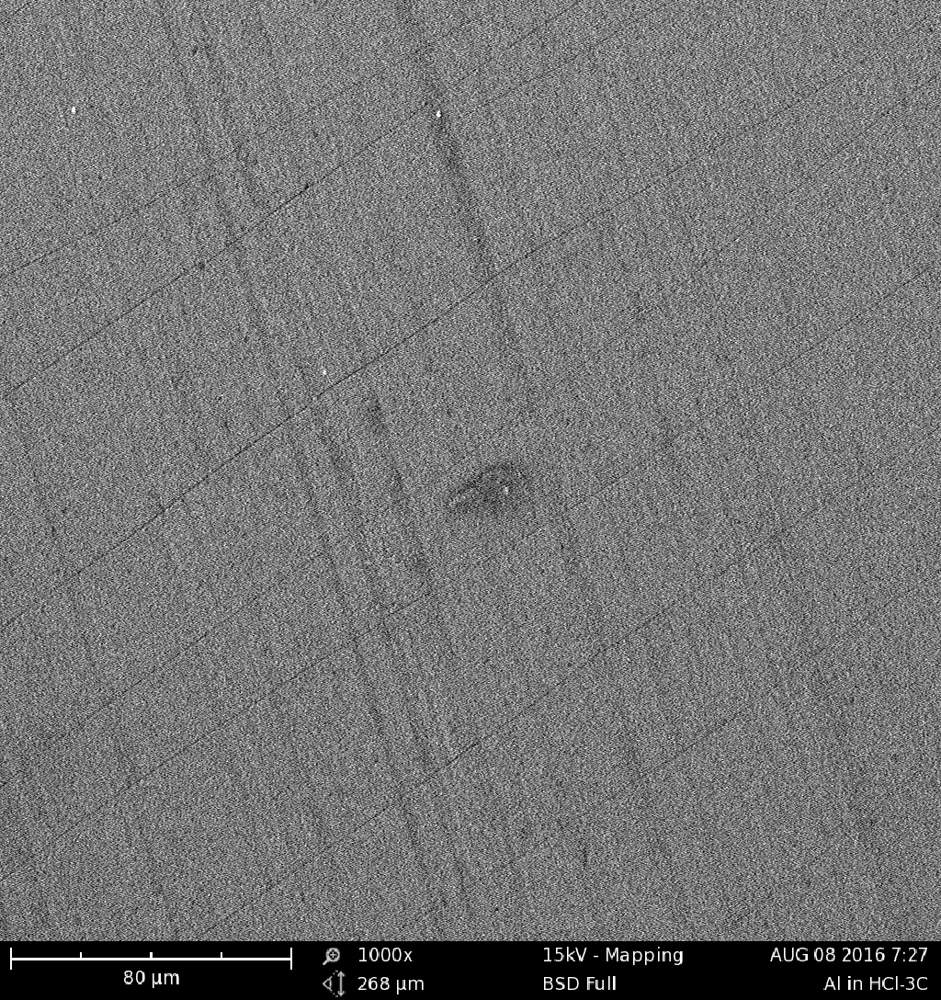 1000x 15kV - Mapping AUG 08 2016 7:27
80 µm 268 µm BSD Full Al in HCl-3C